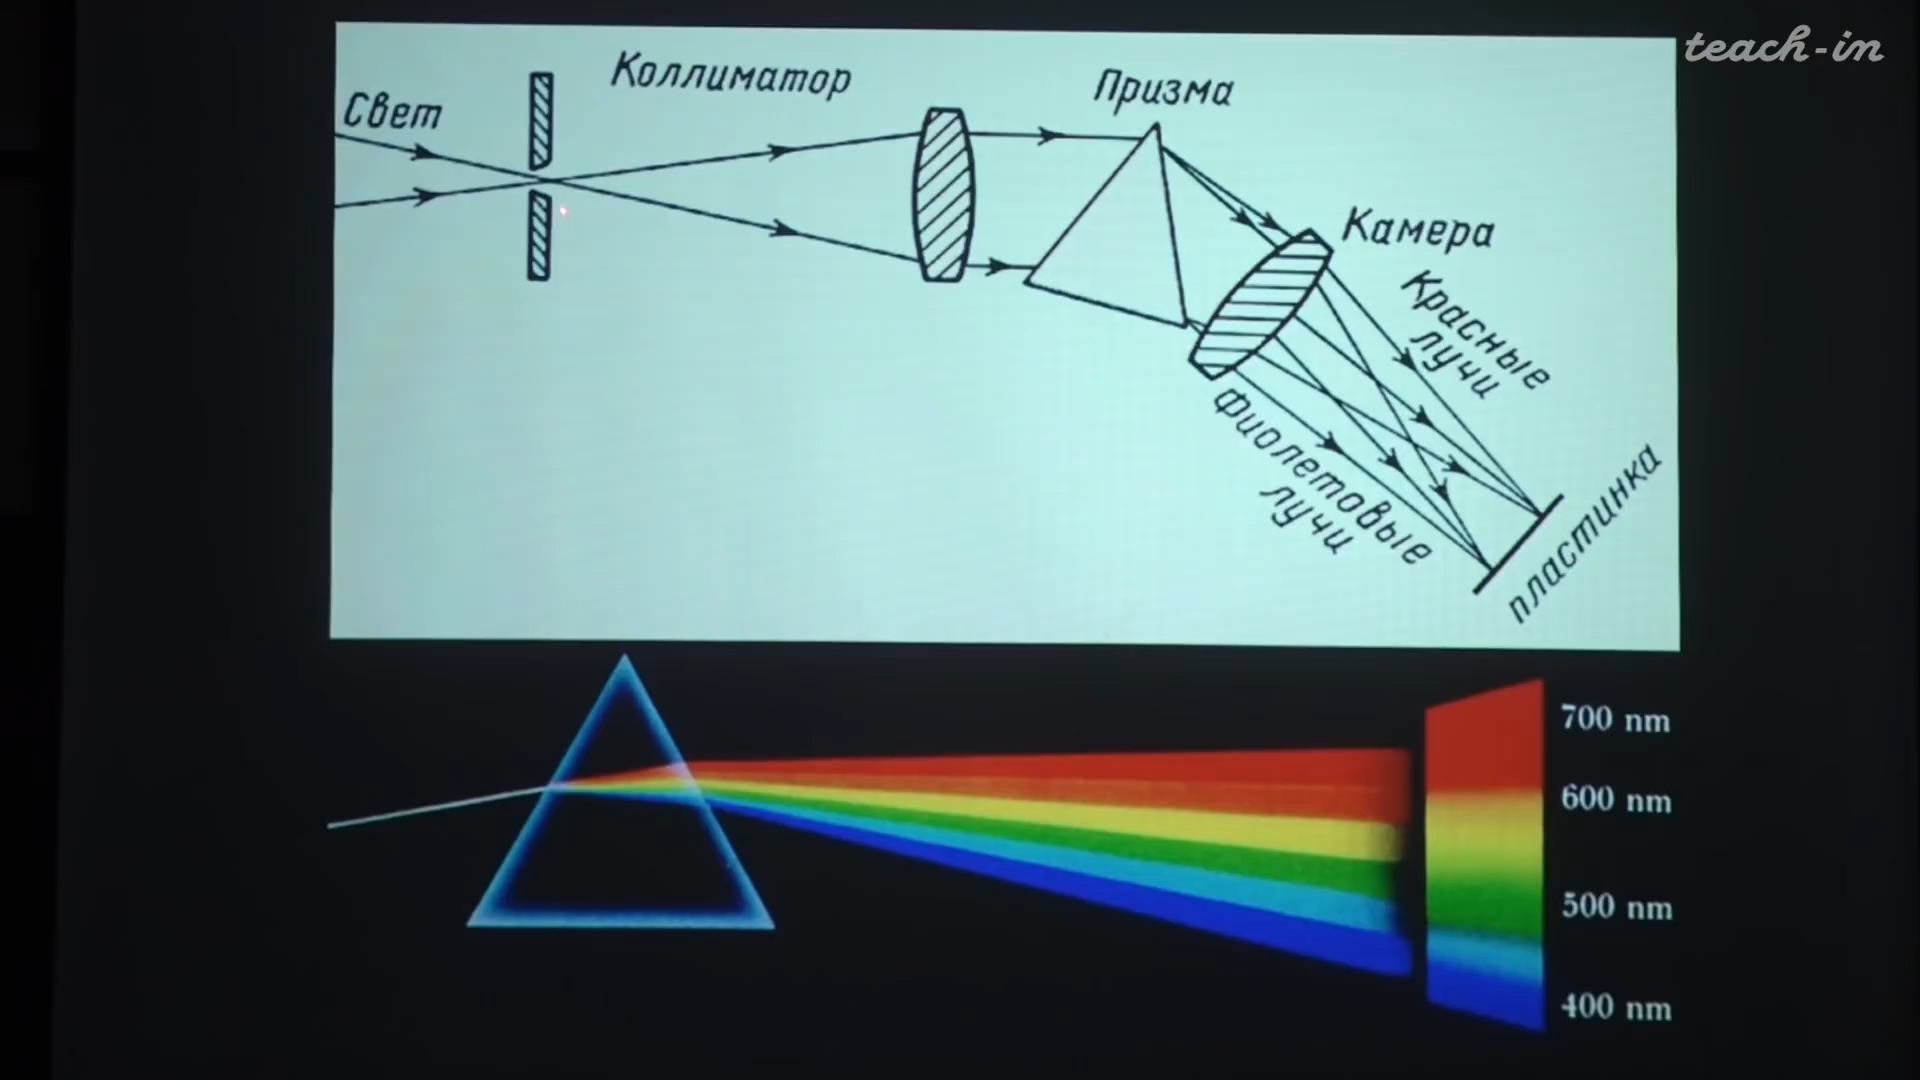 teach-in
Свет
Коллиматор
Призма
Камера
Красные
лучи
Фиолетовые
лучи
пластинка
700 nm
600 nm
500 nm
400 nm